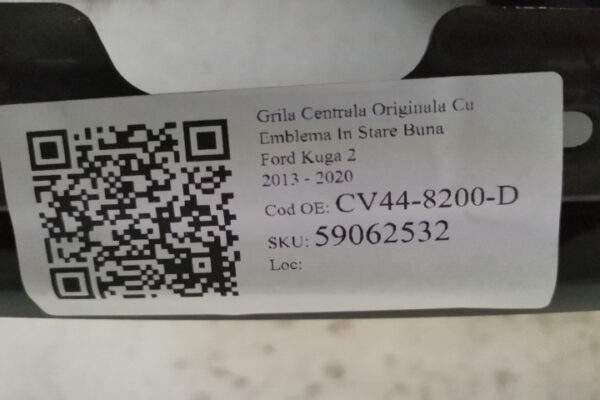 Grila Centrala Originala Cu
Emblema In Stare Buna
Ford Kuga 2
2013 - 2020
Cod OE: CV44-8200-D
SKU: 59062532
Loc: